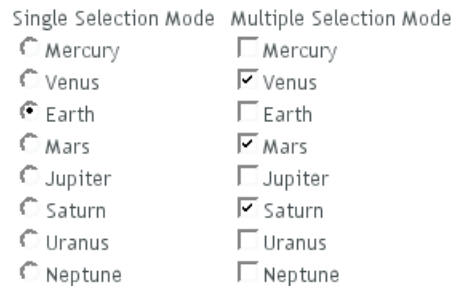 Single Selection Mode Multiple Selection Mode
Mercury Mercury
Venus Venus
Earth Earth
Mars Mars
Jupiter Jupiter
Saturn Saturn
Uranus Uranus
Neptune Neptune